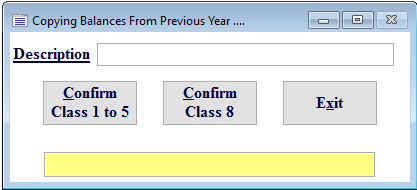 Copying Balances From Previous Year ....
Description
Confirm
Class 1 to 5
Confirm
Class 8
Exit